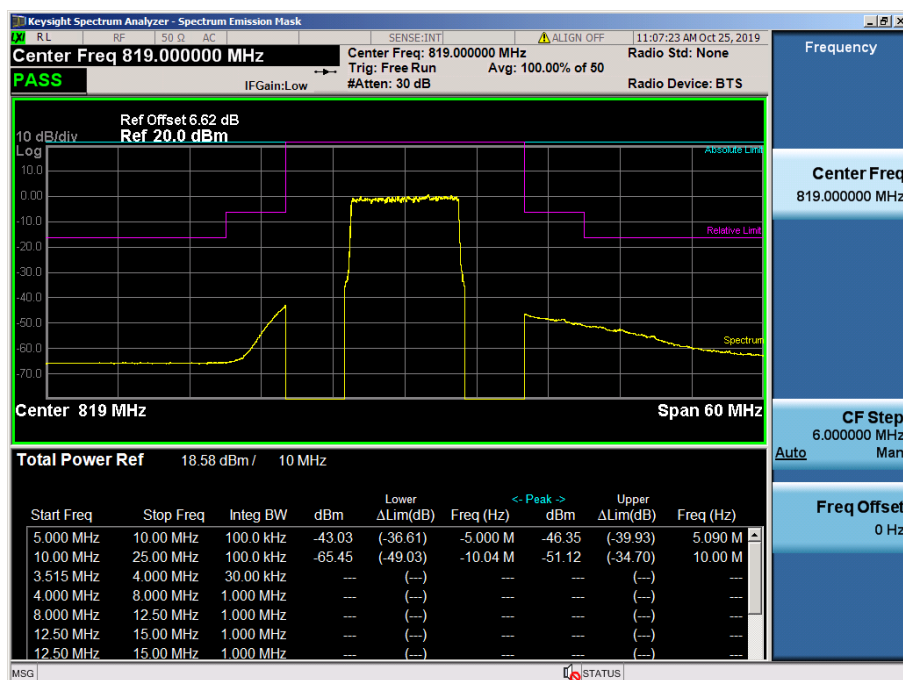 Keysight Spectrum Analyzer - Spectrum Emission Mask
LXI RL RF 50 Ω AC SENSE:INT ALIGN OFF 11:07:23 AM Oct 25, 2019
Center Freq 819.000000 MHz
Center Freq: 819.000000 MHz
Radio Std: None
Trig: Free Run Avg: 100.00% of 50
PASS
IFGain:Low
#Atten: 30 dB
Radio Device: BTS
Ref Offset 6.62 dB
10 dB/div Ref 20.0 dBm
Log
Absolute Limit
10.0
0.00
-10.0
Relative Limit
-20.0
-30.0
-40.0
-50.0
Spectrum
-60.0
-70.0
Center 819 MHz Span 60 MHz
Total Power Ref 18.58 dBm / 10 MHz
Lower <- Peak -> Upper
Start Freq Stop Freq Integ BW dBm ΔLim(dB) Freq (Hz) dBm ΔLim(dB) Freq (Hz)
5.000 MHz 10.00 MHz 100.0 kHz -43.03 (-36.61) -5.000 M -46.35 (-39.93) 5.090 M
10.00 MHz 25.00 MHz 100.0 kHz -65.45 (-49.03) -10.04 M -51.12 (-34.70) 10.00 M
3.515 MHz 4.000 MHz 30.00 kHz --- (---) --- --- (---) ---
4.000 MHz 8.000 MHz 1.000 MHz --- (---) --- --- (---) ---
8.000 MHz 12.50 MHz 1.000 MHz --- (---) --- --- (---) ---
12.50 MHz 15.00 MHz 1.000 MHz --- (---) --- --- (---) ---
12.50 MHz 15.00 MHz 1.000 MHz --- (---) --- --- (---) ---
MSG STATUS
Frequency
Center Freq
819.000000 MHz
CF Step
6.000000 MHz
Auto Man
Freq Offset
0 Hz